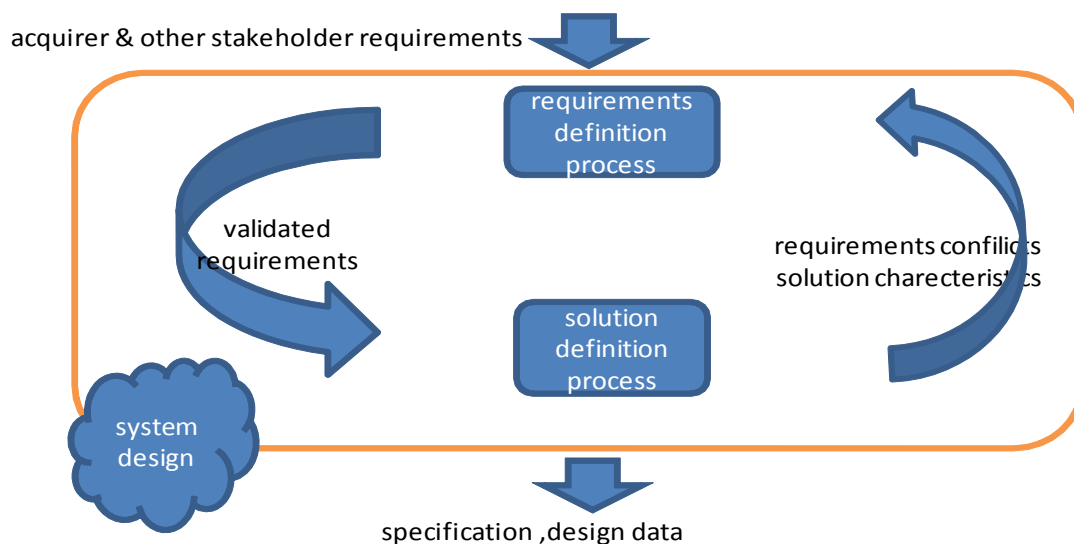 acquirer & other stakeholder requirements
requirements
definition
process
validated
requirements
requirements confilicts
solution charecteristics
solution
definition
process
system
design
specification ,design data